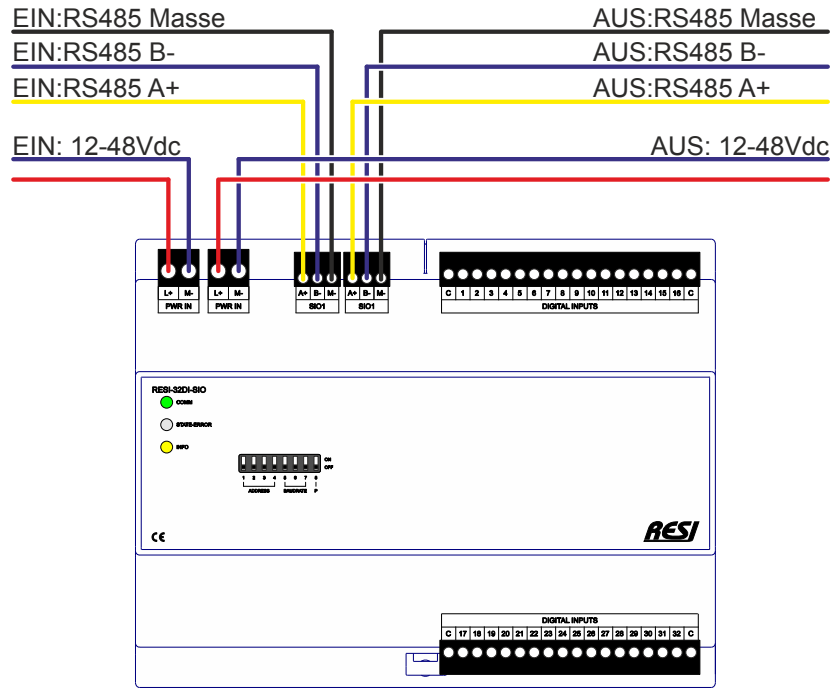 EIN:RS485 Masse AUS:RS485 Masse
EIN:RS485 B- AUS:RS485 B-
EIN:RS485 A+ AUS:RS485 A+
EIN: 12-48Vdc AUS: 12-48Vdc
L+ M- L+ M- A+ B- M- A+ B- M- C 1 2 3 4 5 6 7 8 9 10 11 12 13 14 15 16 C
PWR IN PWR IN SIO1 SIO1 DIGITAL INPUTS
RESI-32DI-SIO
COMM
STATE-ERROR
INFO
ON
OFF
1 2 3 4 5 6 7 8
ADDRESS BAUDRATE P
CE RESI
DIGITAL INPUTS
C 17 18 19 20 21 22 23 24 25 26 27 28 29 30 31 32 C